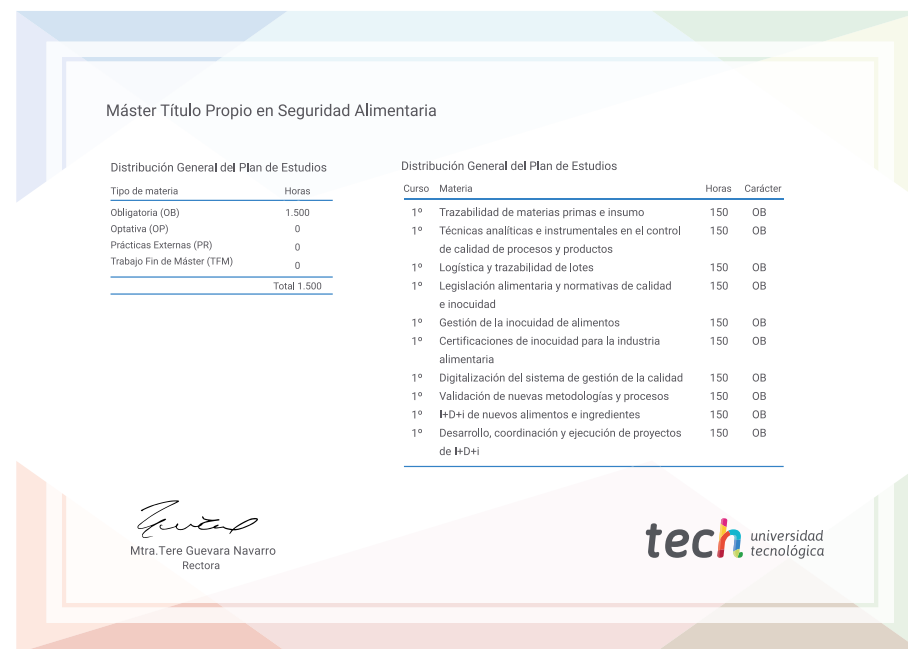 Máster Título Propio en Seguridad Alimentaria
Distribución General del Plan de Estudios
Tipo de materia Horas
Obligatoria (OB) 1.500
Optativa (OP) 0
Prácticas Externas (PR) 0
Trabajo Fin de Máster (TFM) 0
Total 1.500
Distribución General del Plan de Estudios
Curso Materia Horas Carácter
1º Trazabilidad de materias primas e insumo 150 OB
1º Técnicas analíticas e instrumentales en el control 150 OB
de calidad de procesos y productos
1º Logística y trazabilidad de lotes 150 OB
1º Legislación alimentaria y normativas de calidad 150 OB
e inocuidad
1º Gestión de la inocuidad de alimentos 150 OB
1º Certificaciones de inocuidad para la industria 150 OB
alimentaria
1º Digitalización del sistema de gestión de la calidad 150 OB
1º Validación de nuevas metodologías y procesos 150 OB
1º I+D+i de nuevos alimentos e ingredientes 150 OB
1º Desarrollo, coordinación y ejecución de proyectos 150 OB
de I+D+i
Mtra.Tere Guevara Navarro
Rectora
tech universidad
tecnológica